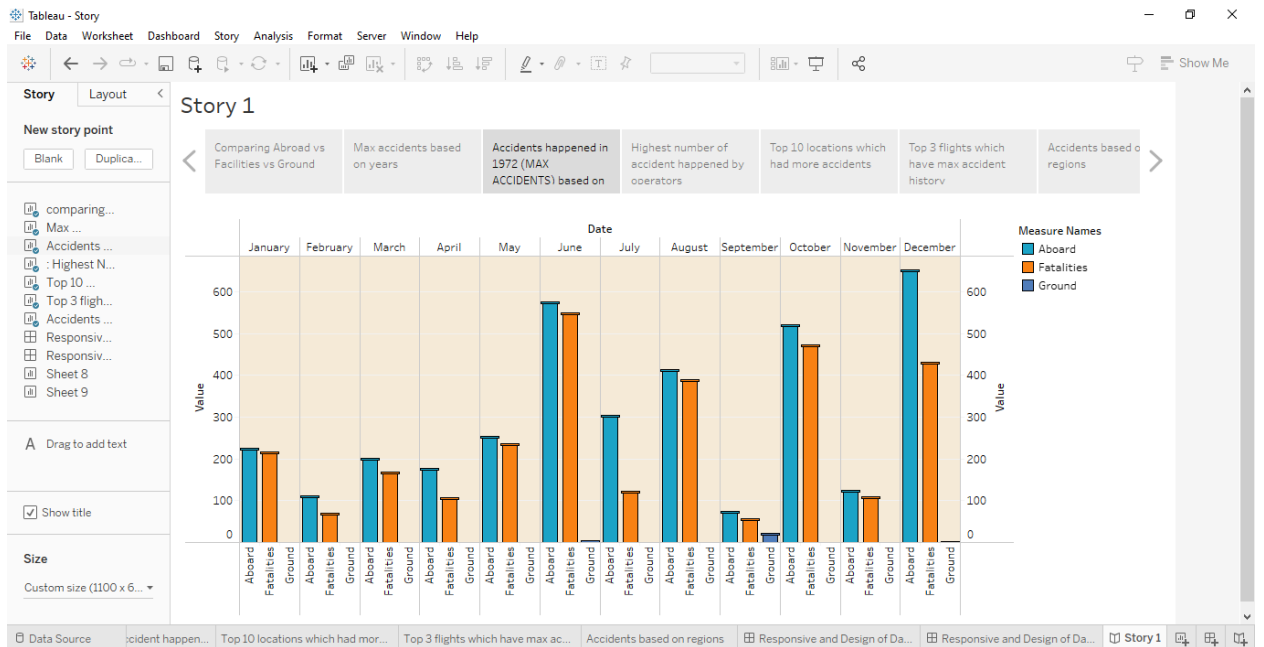 Tableau - Story
File Data Worksheet Dashboard Story Analysis Format Server Window Help
Show Me
Story Layout
New story point
Blank Duplica...
comparing...
Max ...
Accidents ...
: Highest N...
Top 10 ...
Top 3 fligh...
Accidents ...
Responsiv...
Responsiv...
Sheet 8
Sheet 9
A Drag to add text
Show title
Size
Custom size (1100 x 6...
Story 1
Comparing Abroad vs
Facilities vs Ground
Max accidents based
on years
Accidents happened in
1972 (MAX
ACCIDENTS) based on
Highest number of
accident happened by
operators
Top 10 locations which
had more accidents
Top 3 flights which
have max accident
history
Accidents based o
regions
Date
January February March April May June July August September October November December
600
500
400
300
200
100
0
Value
600
500
400
300
200
100
0
Value
Aboard Fatalities Ground Aboard Fatalities Ground Aboard Fatalities Ground Aboard Fatalities Ground Aboard Fatalities Ground Aboard Fatalities Ground Aboard Fatalities Ground Aboard Fatalities Ground Aboard Fatalities Ground Aboard Fatalities Ground Aboard Fatalities Ground Aboard Fatalities Ground
Measure Names
Aboard
Fatalities
Ground
Data Source ccident happen... Top 10 locations which had mor... Top 3 flights which have max ac... Accidents based on regions Responsive and Design of Da... Responsive and Design of Da... Story 1